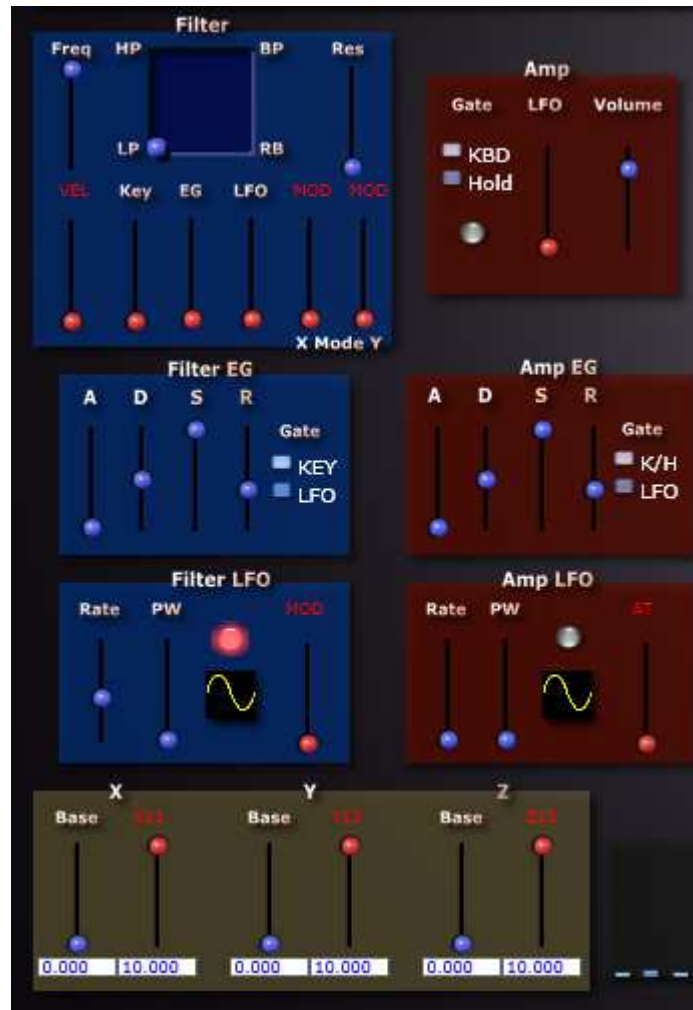 Filter
Freq HP BP Res
LP RB
VEL Key EG LFO MOD MOD
X Mode Y
Amp
Gate LFO Volume
KBD
Hold
Filter EG
A D S R
Gate
KEY
LFO
Amp EG
A D S R
Gate
K/H
LFO
Filter LFO
Rate PW MOD
Amp LFO
Rate PW AT
X Y Z
Base Base Base
0.000 10.000 0.000 10.000 0.000 10.000